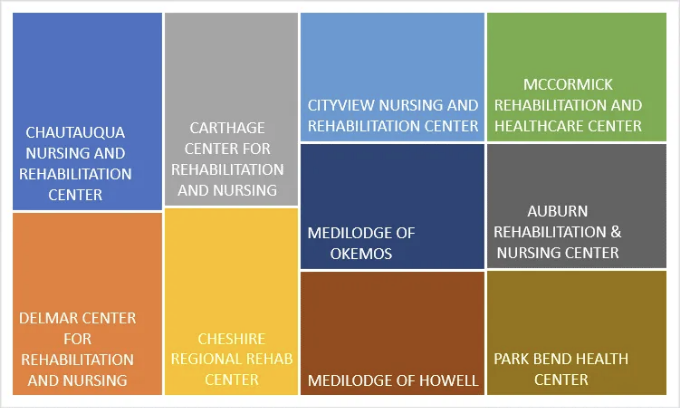 CHAUTAUQUA
NURSING AND
REHABILITATION
CENTER
DELMAR CENTER
FOR
REHABILITATION
AND NURSING
CARTHAGE
CENTER FOR
REHABILITATION
AND NURSING
CHESHIRE
REGIONAL REHAB
CENTER
CITYVIEW NURSING AND
REHABILITATION CENTER
MEDILODGE OF
OKEMOS
MEDILODGE OF HOWELL
MCCORMICK
REHABILITATION AND
HEALTHCARE CENTER
AUBURN
REHABILITATION &
NURSING CENTER
PARK BEND HEALTH
CENTER